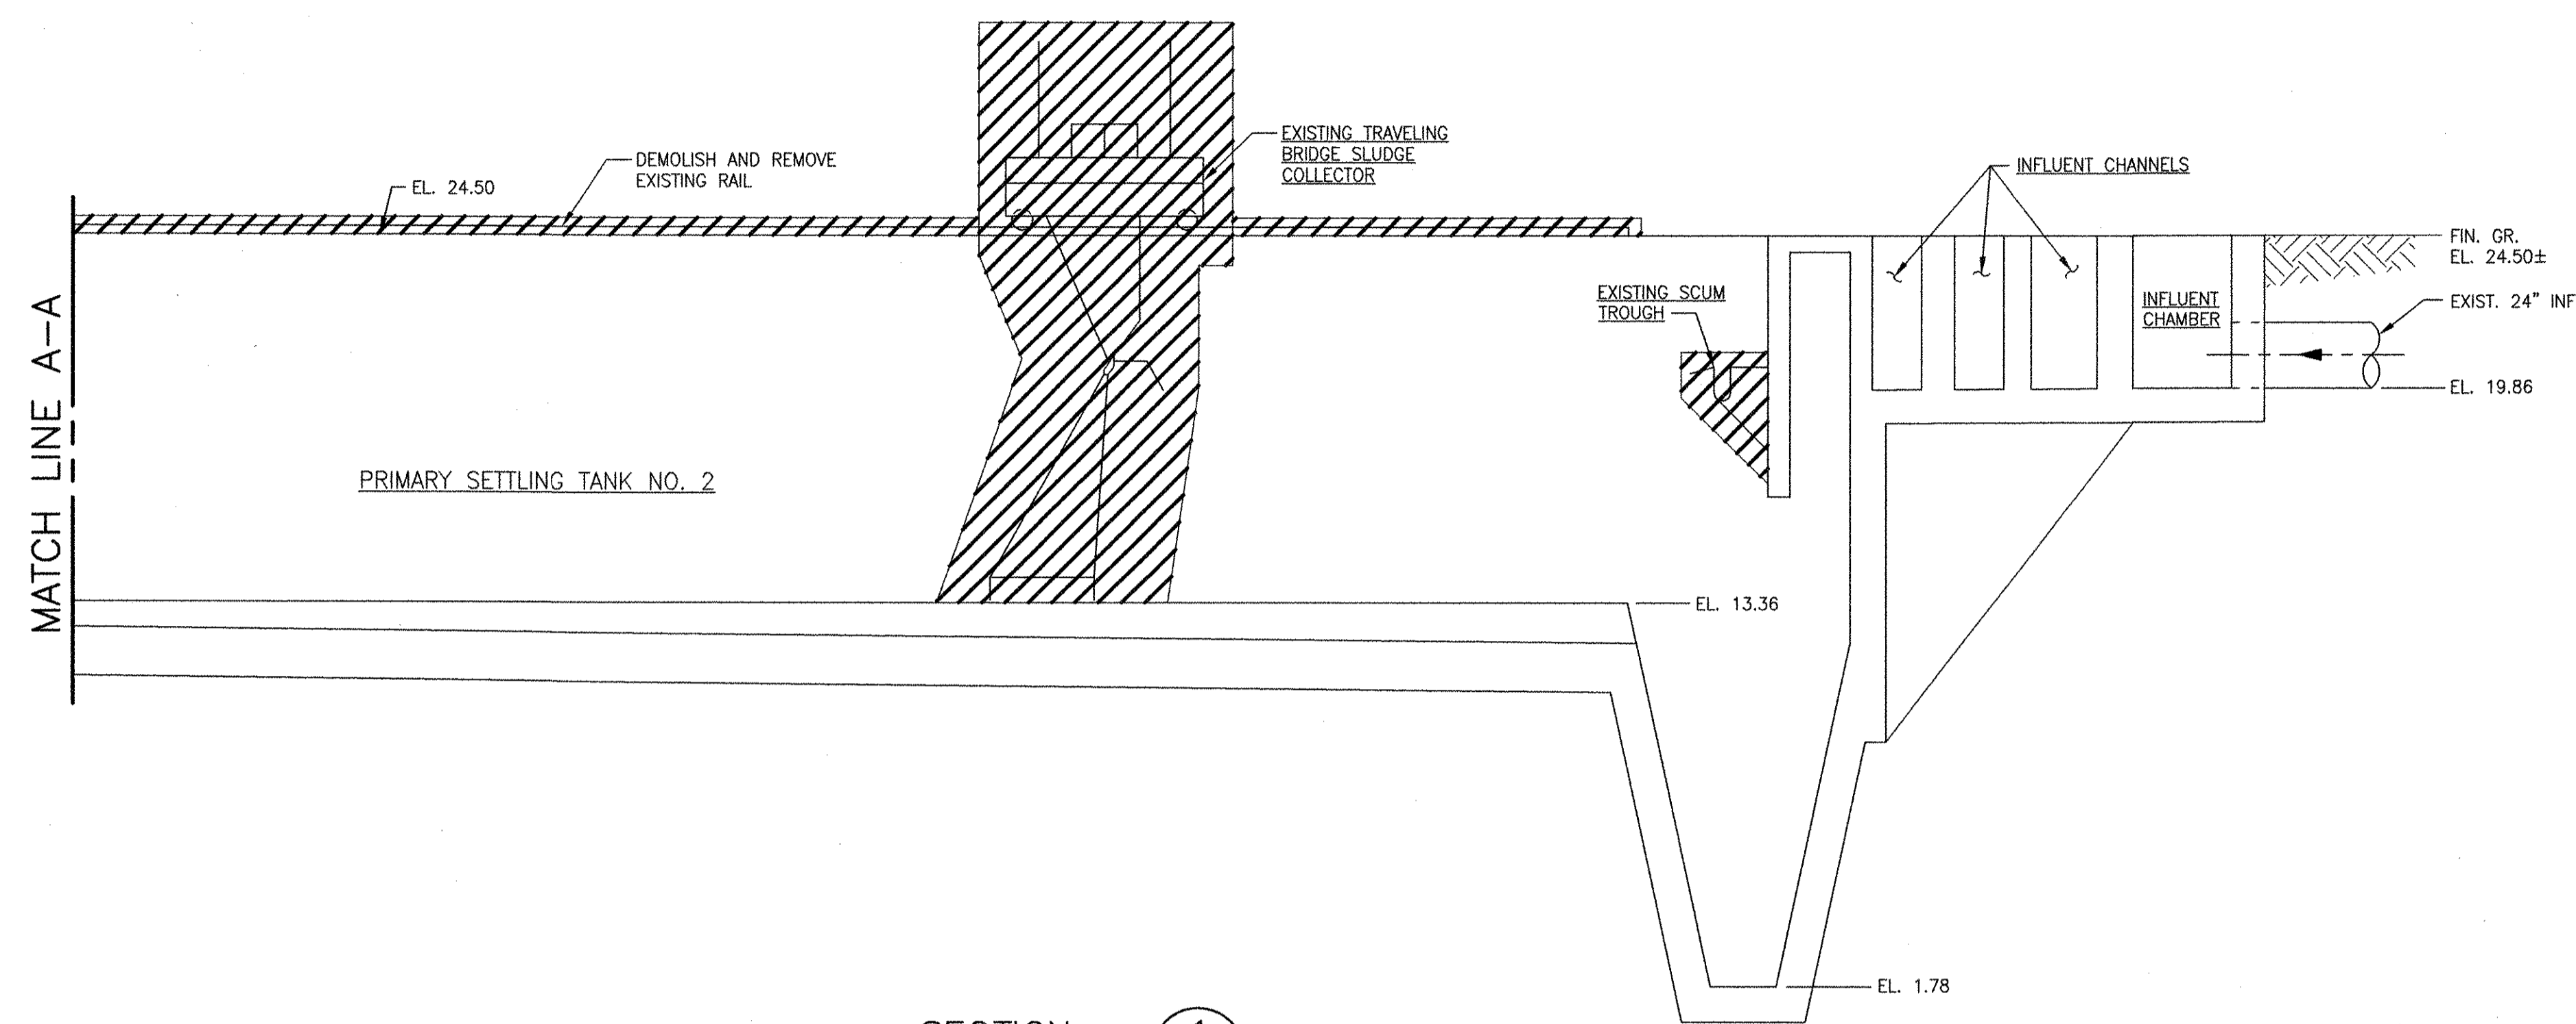 EXISTING TRAVELING
BRIDGE SLUDGE
COLLECTOR
DEMOLISH AND REMOVE
EXISTING RAIL
EL. 24.50
INFLUENT CHANNELS
FIN. GR.
EL. 24.50±
EXISTING SCUM
TROUGH
INFLUENT
CHAMBER
EXIST. 24" INF
EL. 19.86
MATCH LINE A-A
PRIMARY SETTLING TANK NO. 2
EL. 13.36
EL. 1.78
SECTION